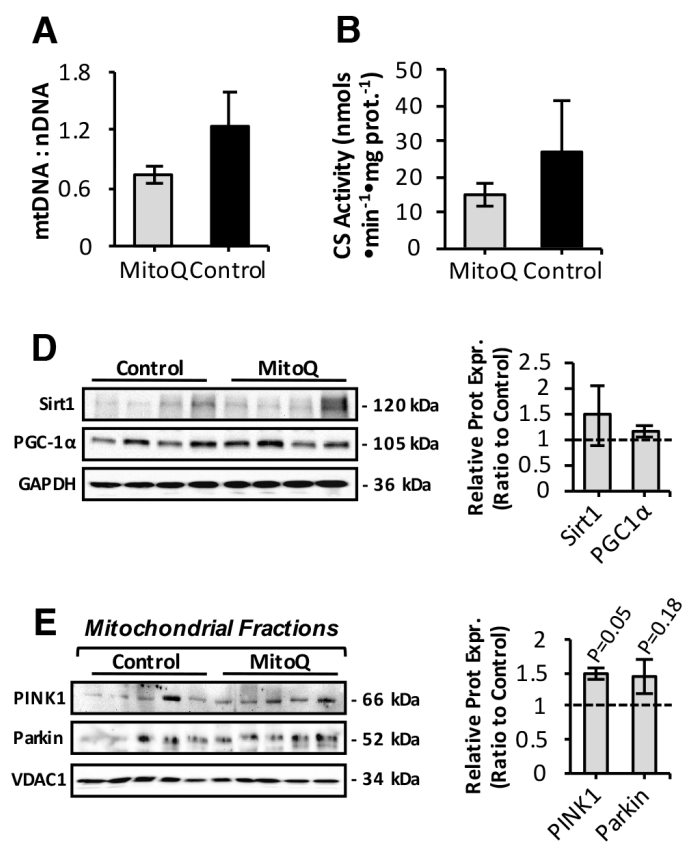 A
mtDNA : nDNA
1.8
1.2
0.6
0
MitoQ Control
B
CS Activity (nmols
•min⁻¹•mg prot.⁻¹)
50
40
30
20
10
0
MitoQ Control
D
Control MitoQ
Sirt1 - 120 kDa
PGC-1α - 105 kDa
GAPDH - 36 kDa
Relative Prot Expr.
(Ratio to Control)
2.5
2
1.5
1
0.5
0
Sirt1
PGC1α
E
Mitochondrial Fractions
Control MitoQ
PINK1 - 66 kDa
Parkin - 52 kDa
VDAC1 - 34 kDa
Relative Prot Expr.
(Ratio to Control)
2
1.5
1
0.5
0
P=0.05
P=0.18
PINK1
Parkin